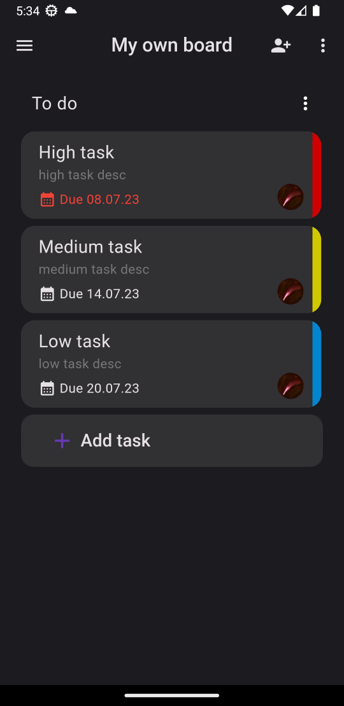 5:34
My own board
To do
High task
high task desc
Due 08.07.23
Medium task
medium task desc
Due 14.07.23
Low task
low task desc
Due 20.07.23
Add task